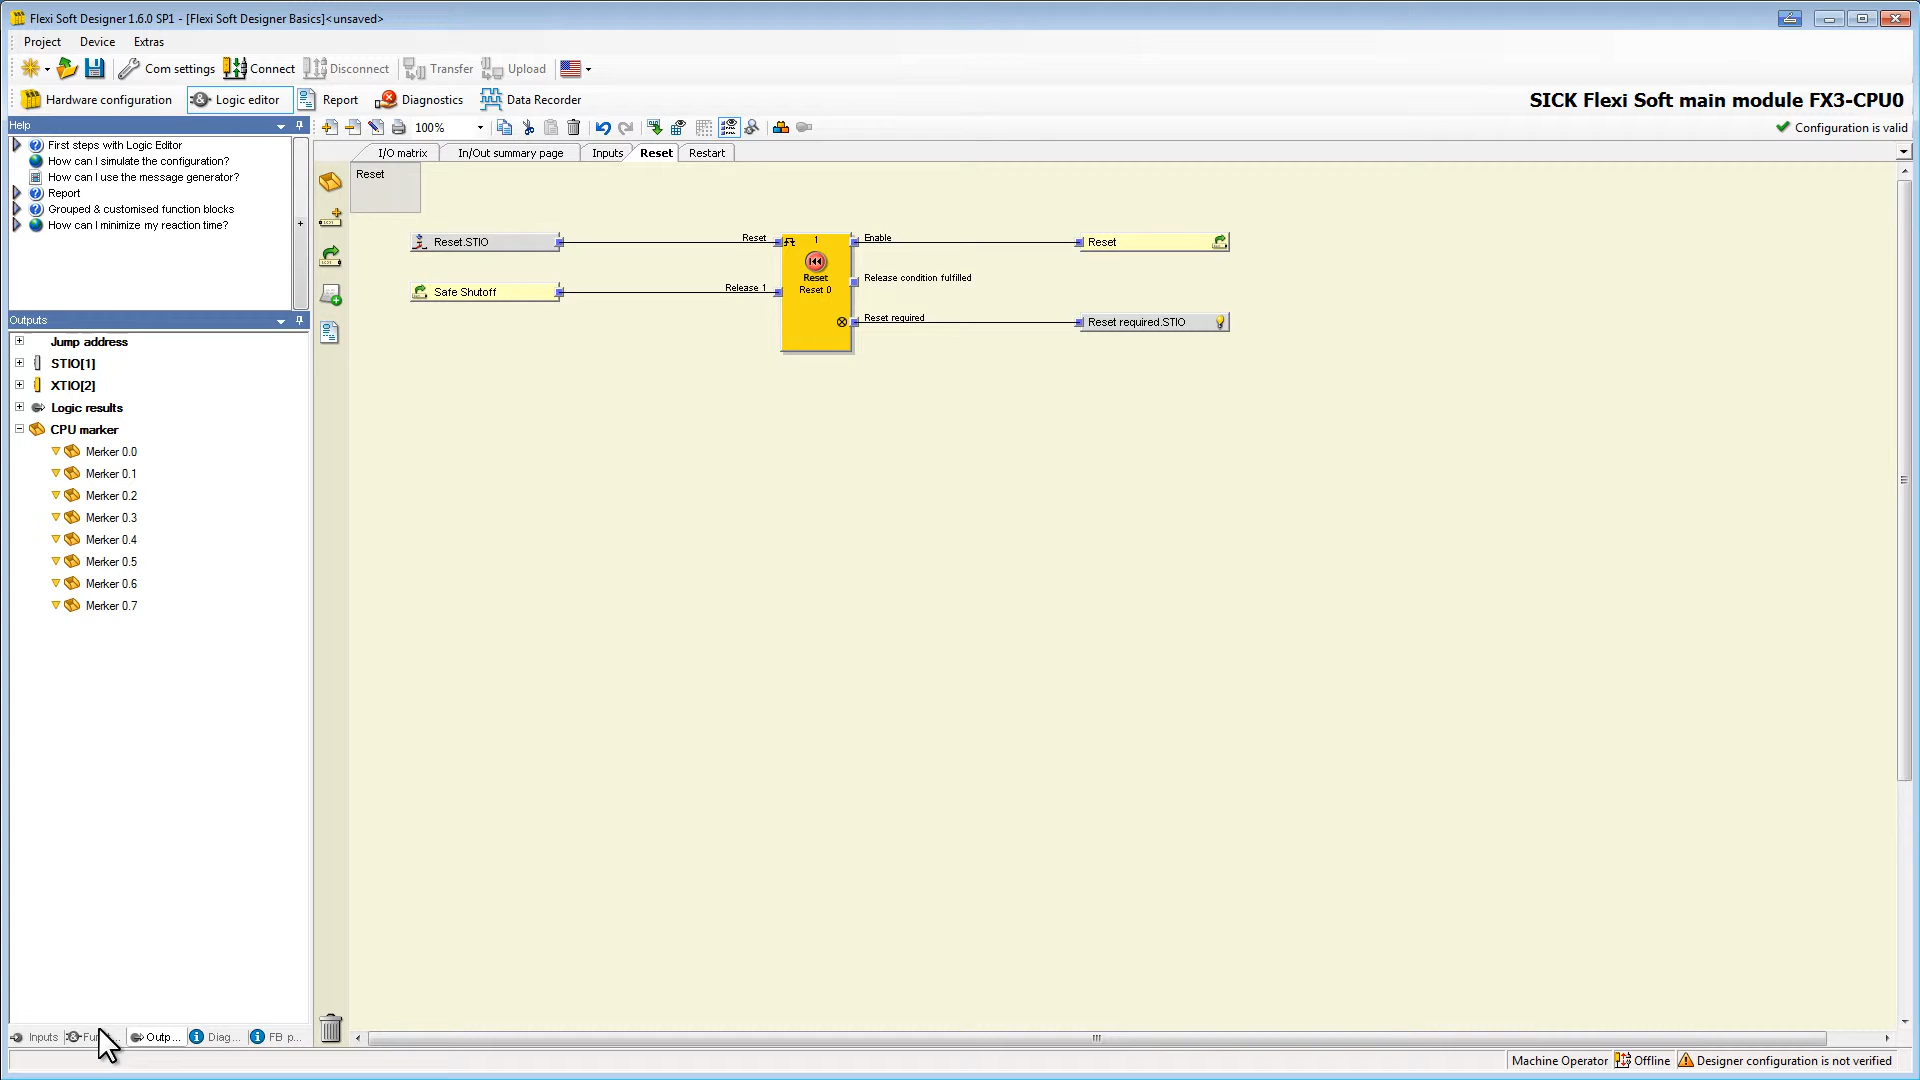 Flexi Soft Designer 1.6.0 SP1 - [Flexi Soft Designer Basics]<unsaved>
Project Device Extras
Com settings Connect Disconnect Transfer Upload
Hardware configuration Logic editor Report Diagnostics Data Recorder
SICK Flexi Soft main module FX3-CPU0
Help
100%
Configuration is valid
First steps with Logic Editor
How can I simulate the configuration?
How can I use the message generator?
Report
Grouped & customised function blocks
How can I minimize my reaction time?
I/O matrix In/Out summary page Inputs Reset Restart
Reset
Reset.STIO
Reset
1
Enable
Reset
Safe Shutoff
Release 1
Reset
Reset 0
Release condition fulfilled
Reset required
Reset required.STIO
Outputs
Jump address
STIO[1]
XTIO[2]
Logic results
CPU marker
Merker 0.0
Merker 0.1
Merker 0.2
Merker 0.3
Merker 0.4
Merker 0.5
Merker 0.6
Merker 0.7
Inputs Outp... Diag... FB p...
Machine Operator Offline Designer configuration is not verified